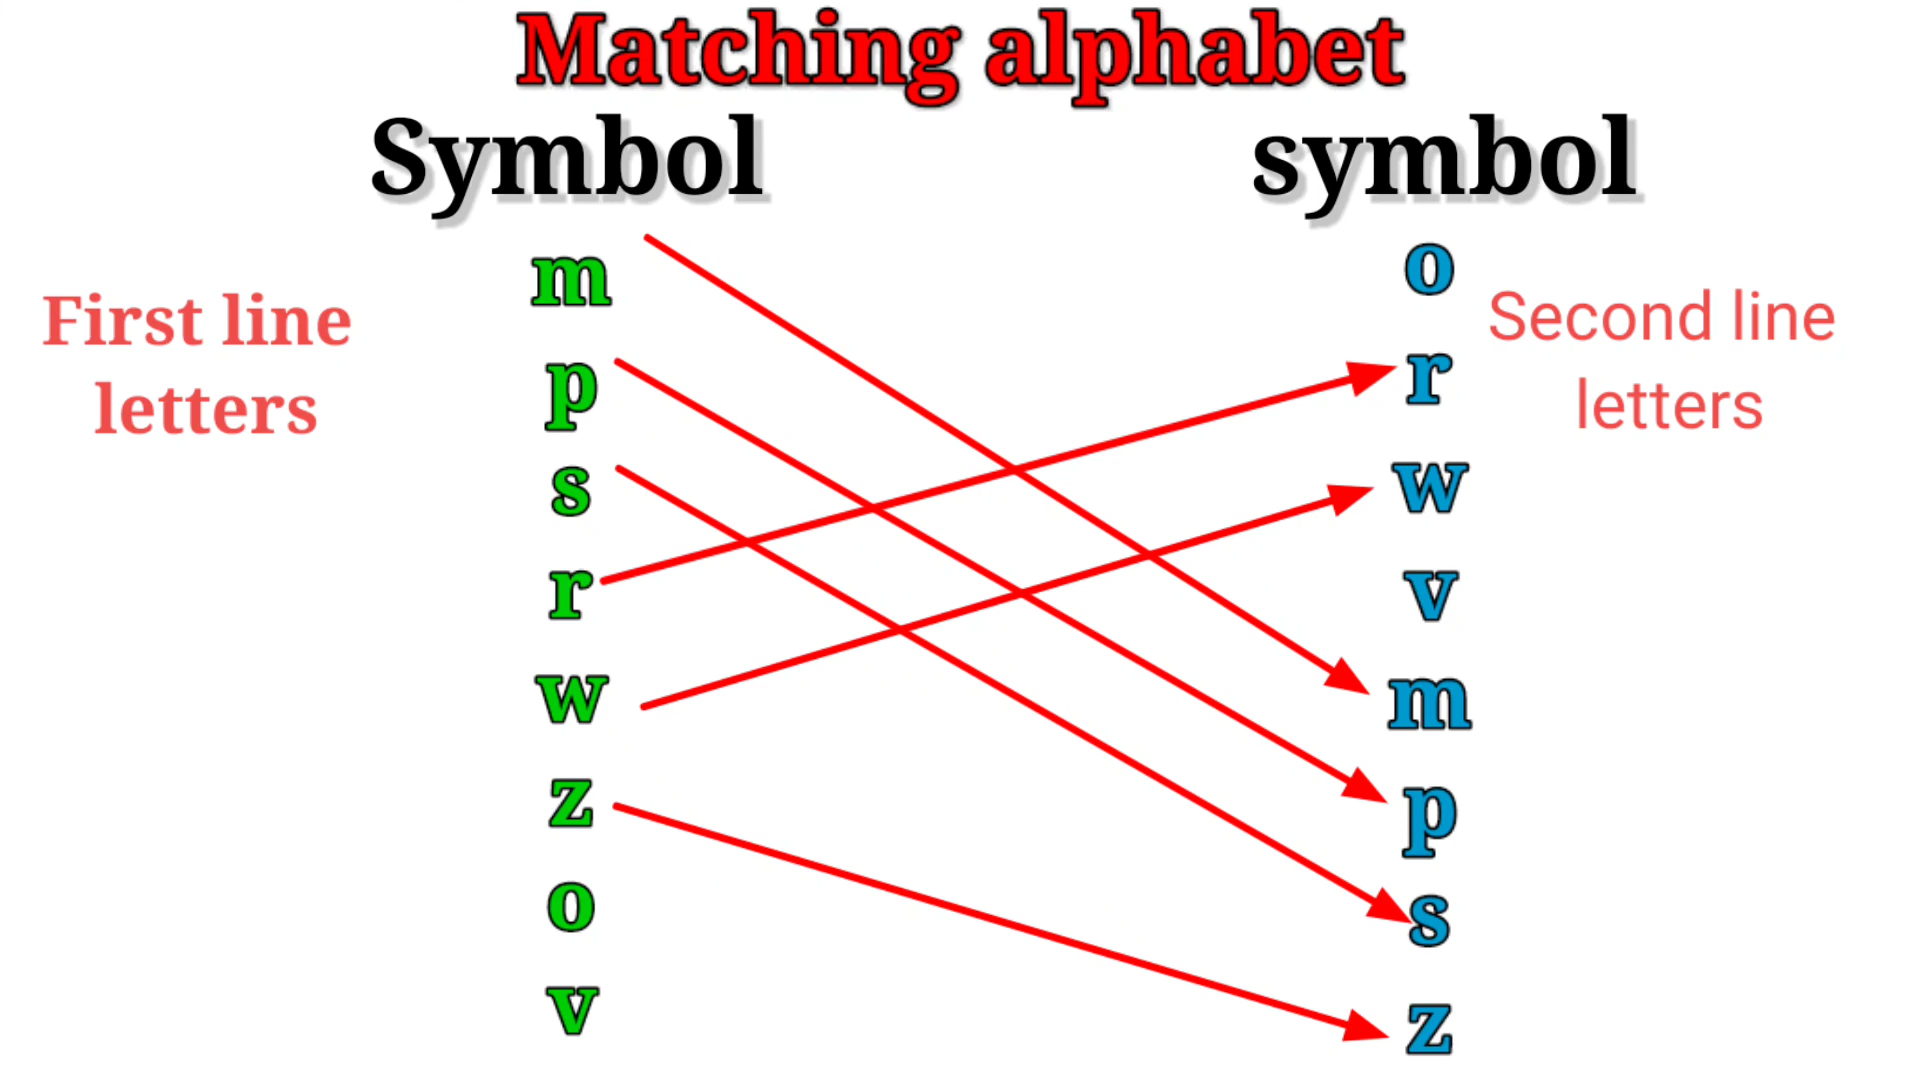 Matching alphabet
Symbol symbol
m o
First line Second line
p r
letters letters
s w
r v
w m
z p
o s
v z